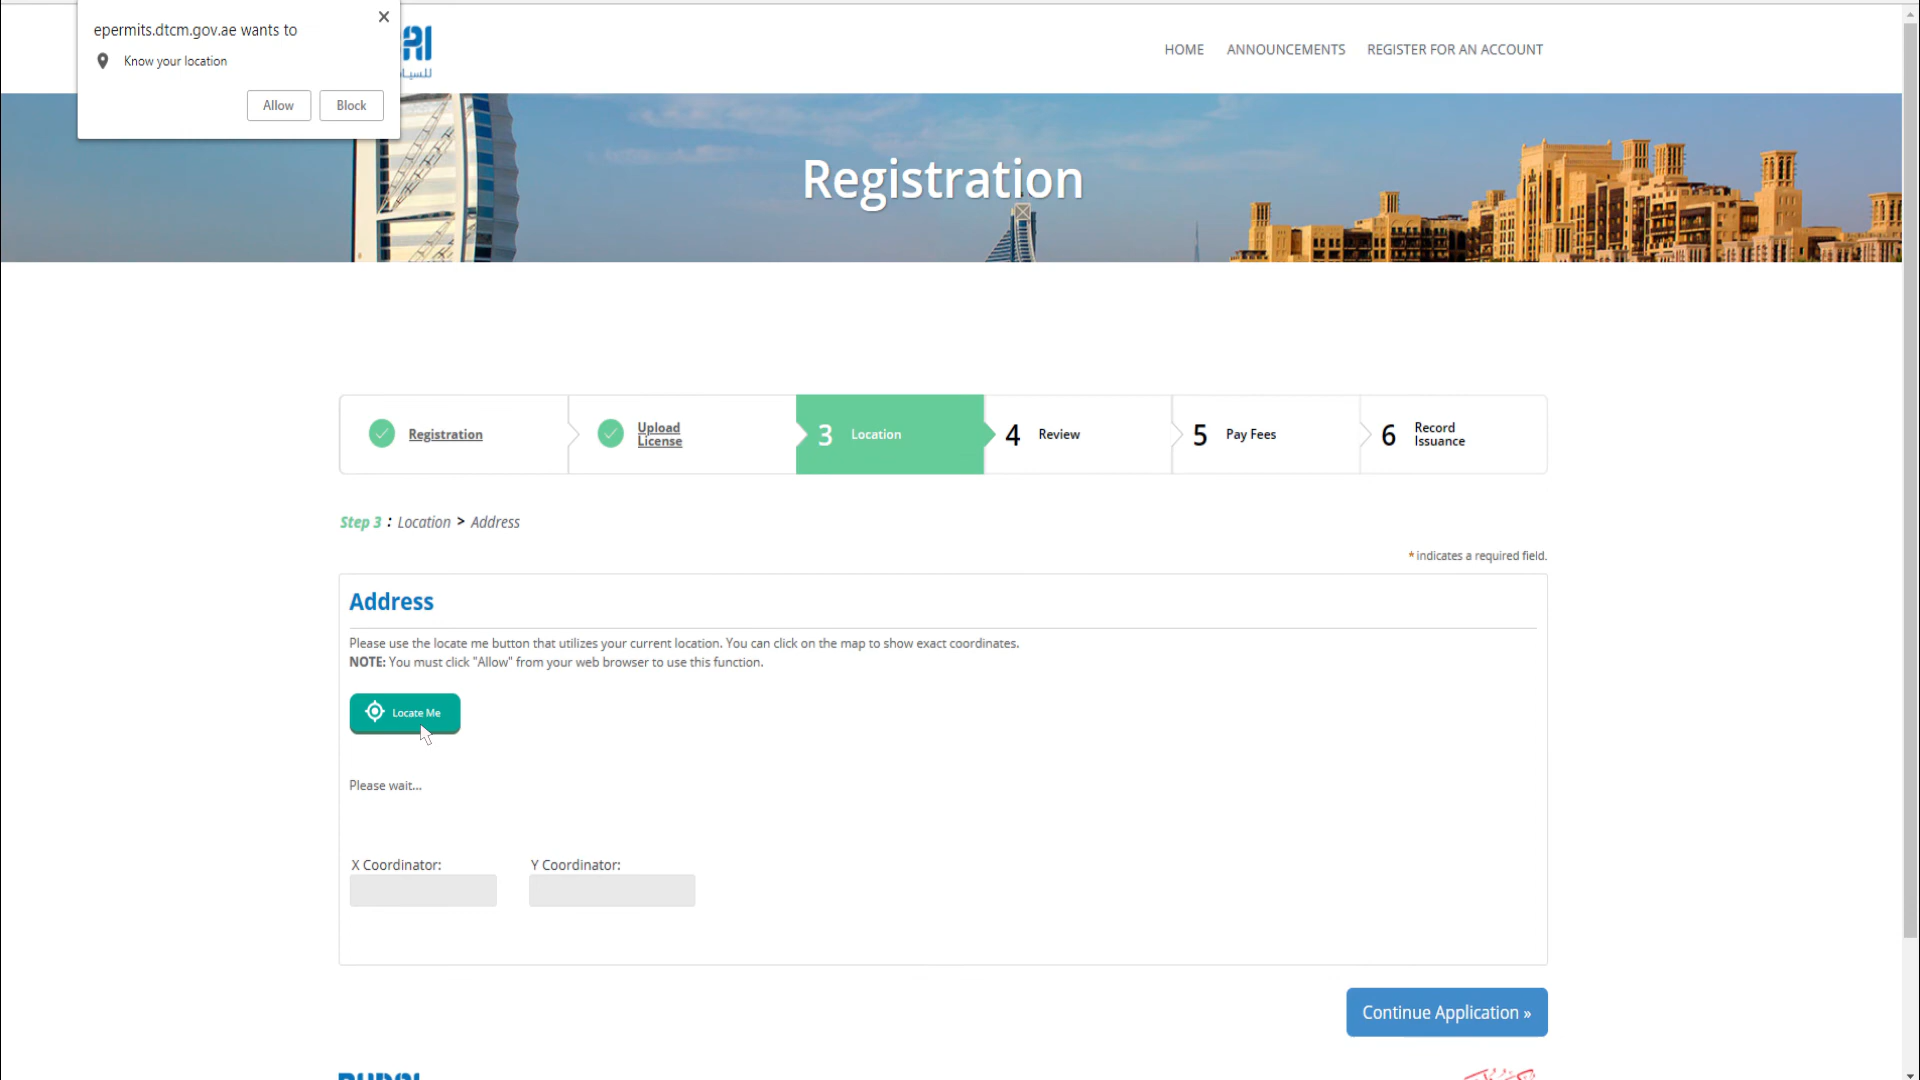 epermits.dtcm.gov.ae wants to
Know your location
Allow
Block
HOME
ANNOUNCEMENTS
REGISTER FOR AN ACCOUNT
Registration
Registration
Upload
License
3 Location
4 Review
5 Pay Fees
6 Record
Issuance
Step 3 : Location > Address
* indicates a required field.
Address
Please use the locate me button that utilizes your current location. You can click on the map to show exact coordinates.
NOTE: You must click "Allow" from your web browser to use this function.
Locate Me
Please wait...
X Coordinator:
Y Coordinator:
Continue Application »